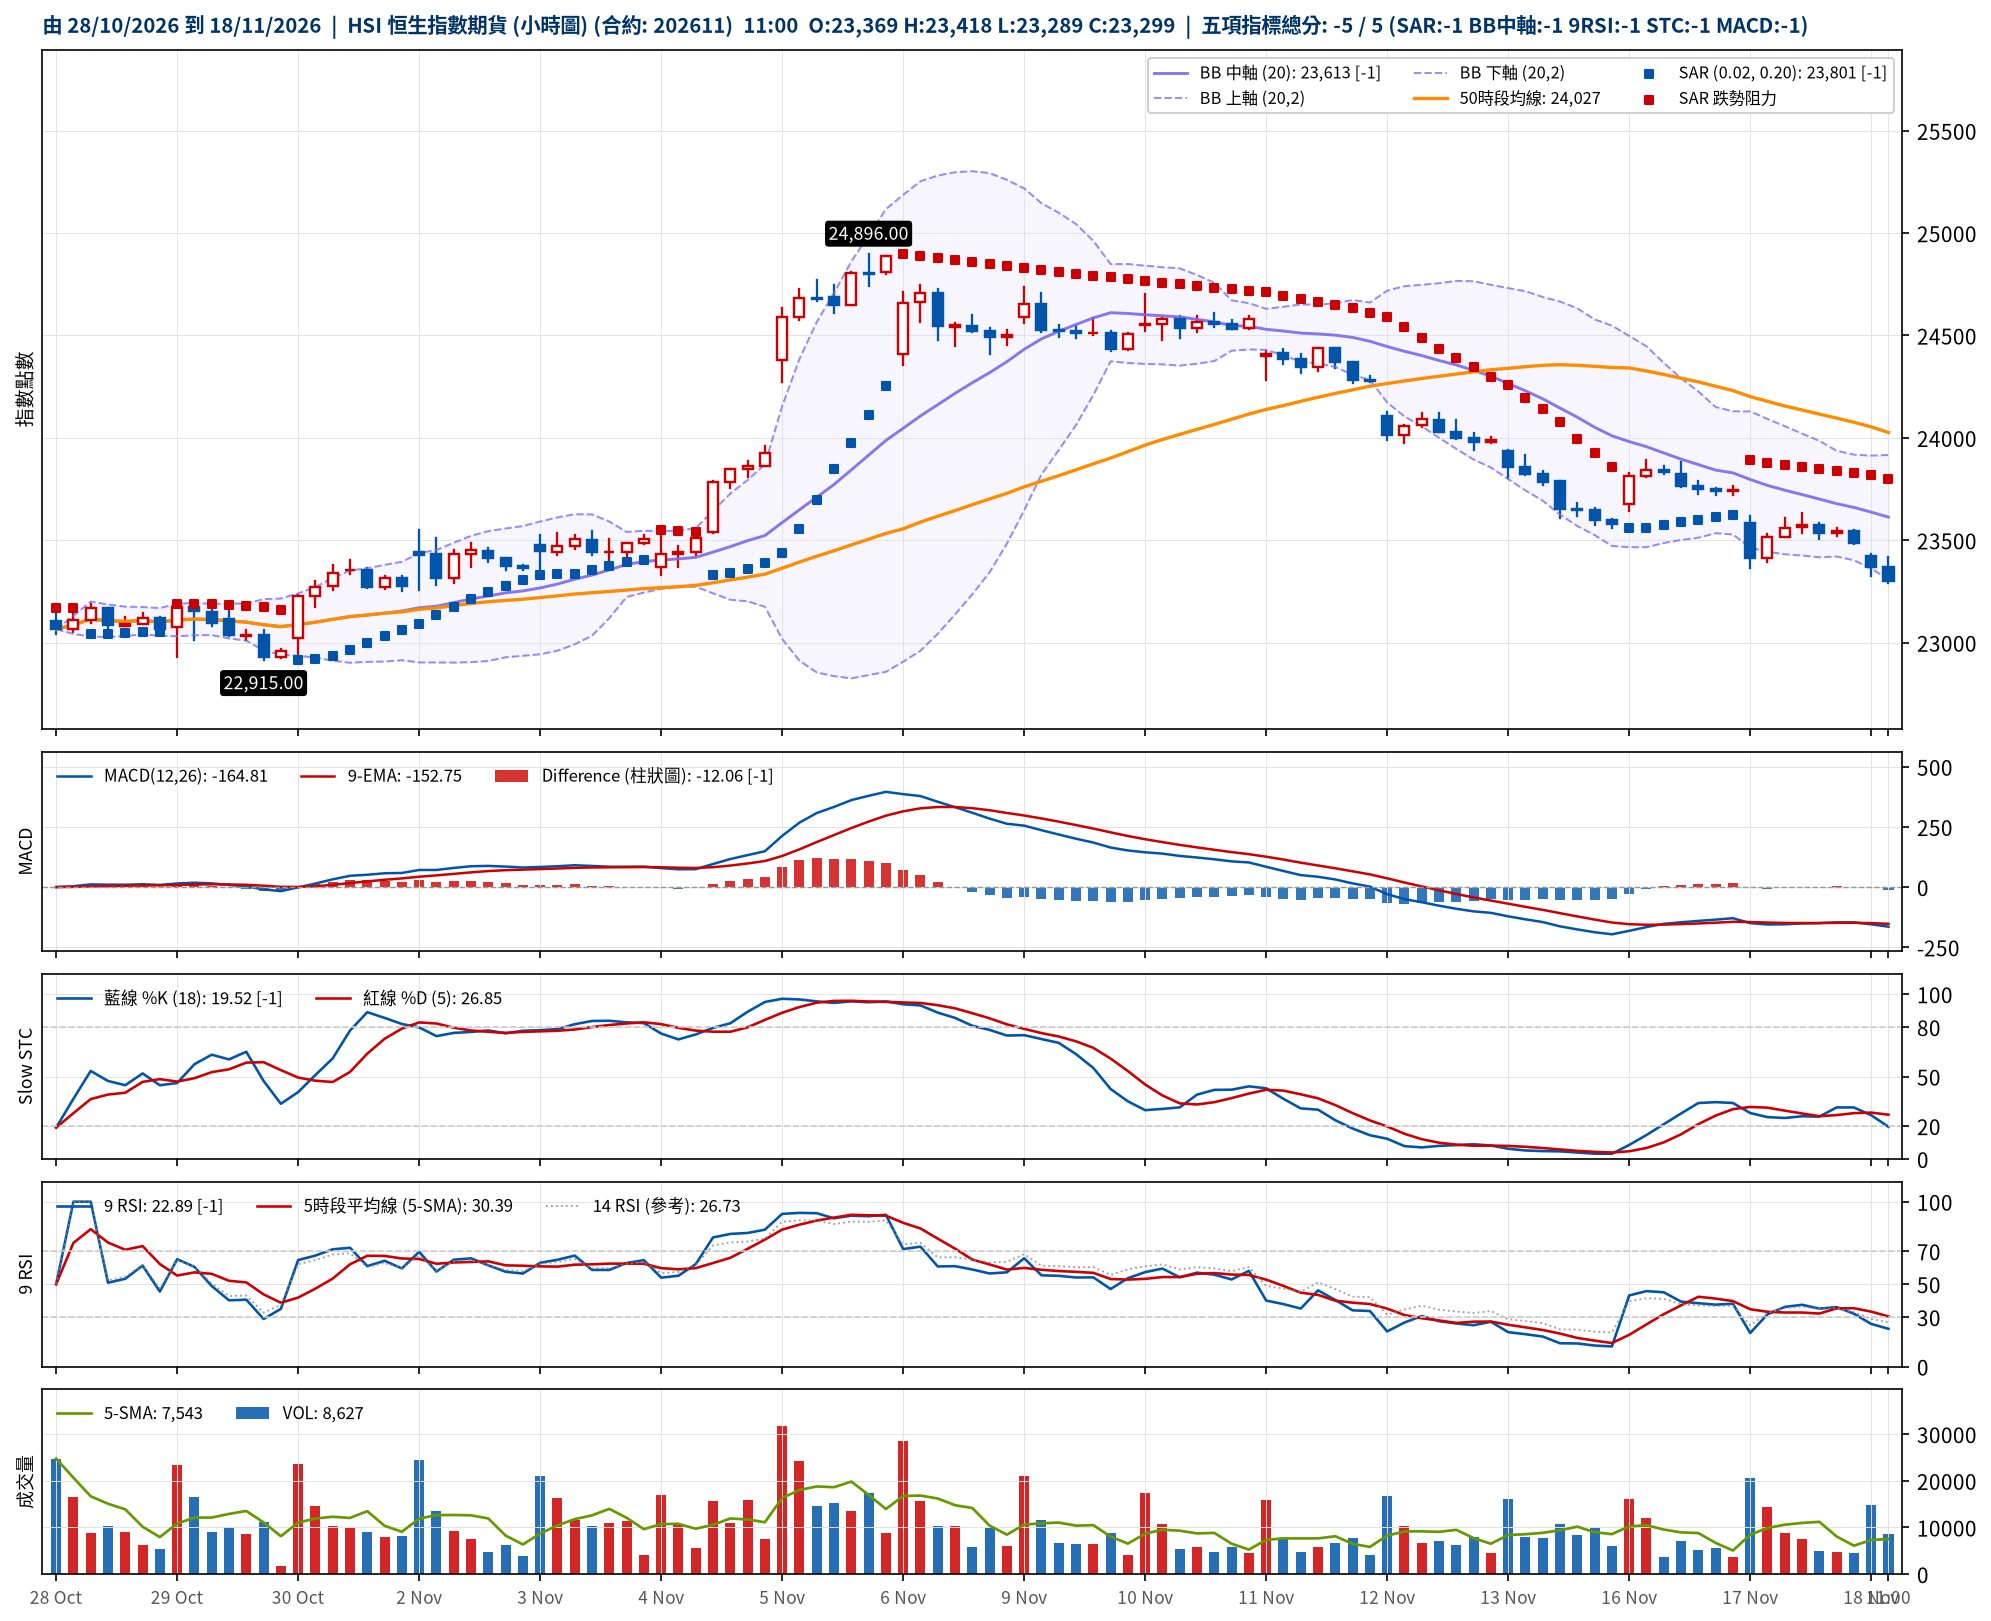 由 28/10/2026 到 18/11/2026 | HSI 恒生指數期貨 (小時圖) (合約: 202611) 11:00 O:23,369 H:23,418 L:23,289 C:23,299 | 五項指標總分: -5 / 5 (SAR:-1 BB中軸:-1 9RSI:-1 STC:-1 MACD:-1)
BB 中軸 (20): 23,613 [-1] BB 下軸 (20,2) SAR (0.02, 0.20): 23,801 [-1]
BB 上軸 (20,2) 50時段均線: 24,027 SAR 跌勢阻力
25500
25000
24,896.00
24500
指數點數
24000
23500
23000
22,915.00
MACD(12,26): -164.81 9-EMA: -152.75 Difference (柱狀圖): -12.06 [-1]
500
250
MACD
0
-250
藍線 %K (18): 19.52 [-1] 紅線 %D (5): 26.85
100
80
Slow STC
50
20
0
9 RSI: 22.89 [-1] 5時段平均線 (5-SMA): 30.39 14 RSI (參考): 26.73
100
70
9 RSI
50
30
0
5-SMA: 7,543 VOL: 8,627
30000
成交量
20000
10000
0
28 Oct 29 Oct 30 Oct 2 Nov 3 Nov 4 Nov 5 Nov 6 Nov 9 Nov 10 Nov 11 Nov 12 Nov 13 Nov 16 Nov 17 Nov 18 Nov 11:00